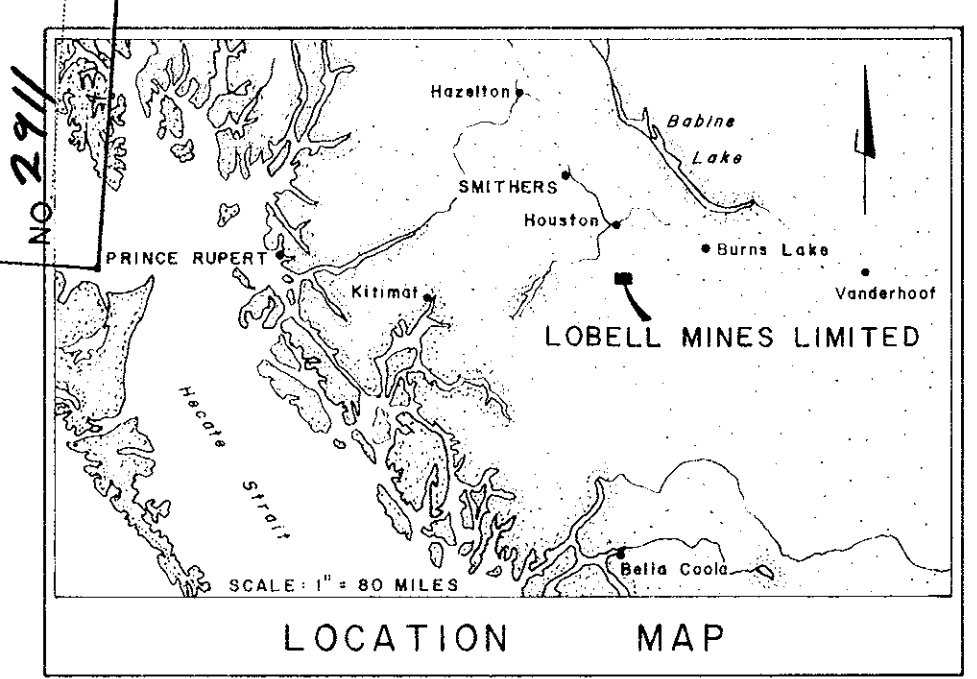 NO. 2911
Hazelton
Babine
Lake
SMITHERS
Houston
Burns Lake
PRINCE RUPERT
Kitimat
Vanderhoof
LOBELL MINES LIMITED
Hecate
Strait
Bella Coola
SCALE: 1" = 80 MILES
LOCATION MAP